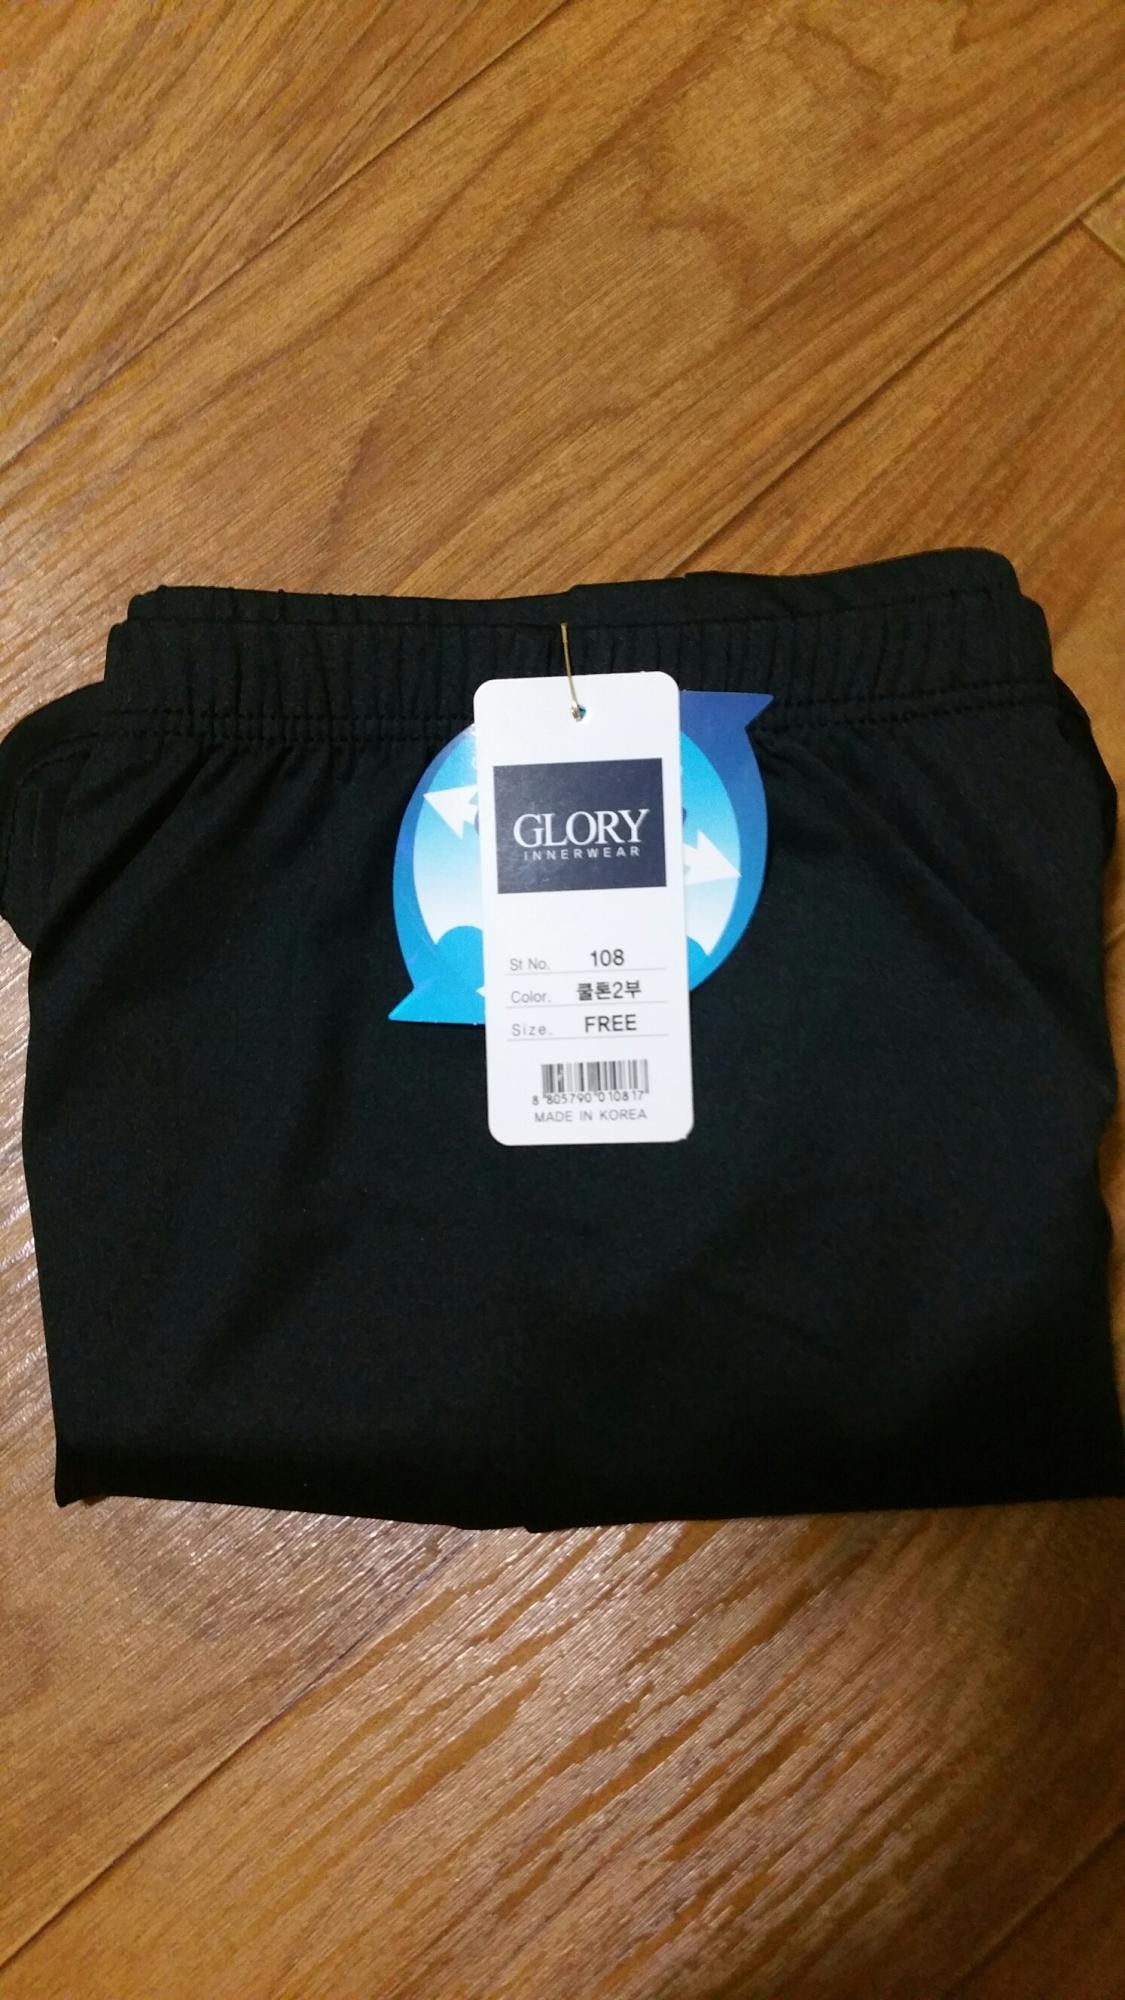 GLORY
INNERWEAR
St No. 108
Color. 쿨톤2부
Size. FREE
8 805790 010817
MADE IN KOREA